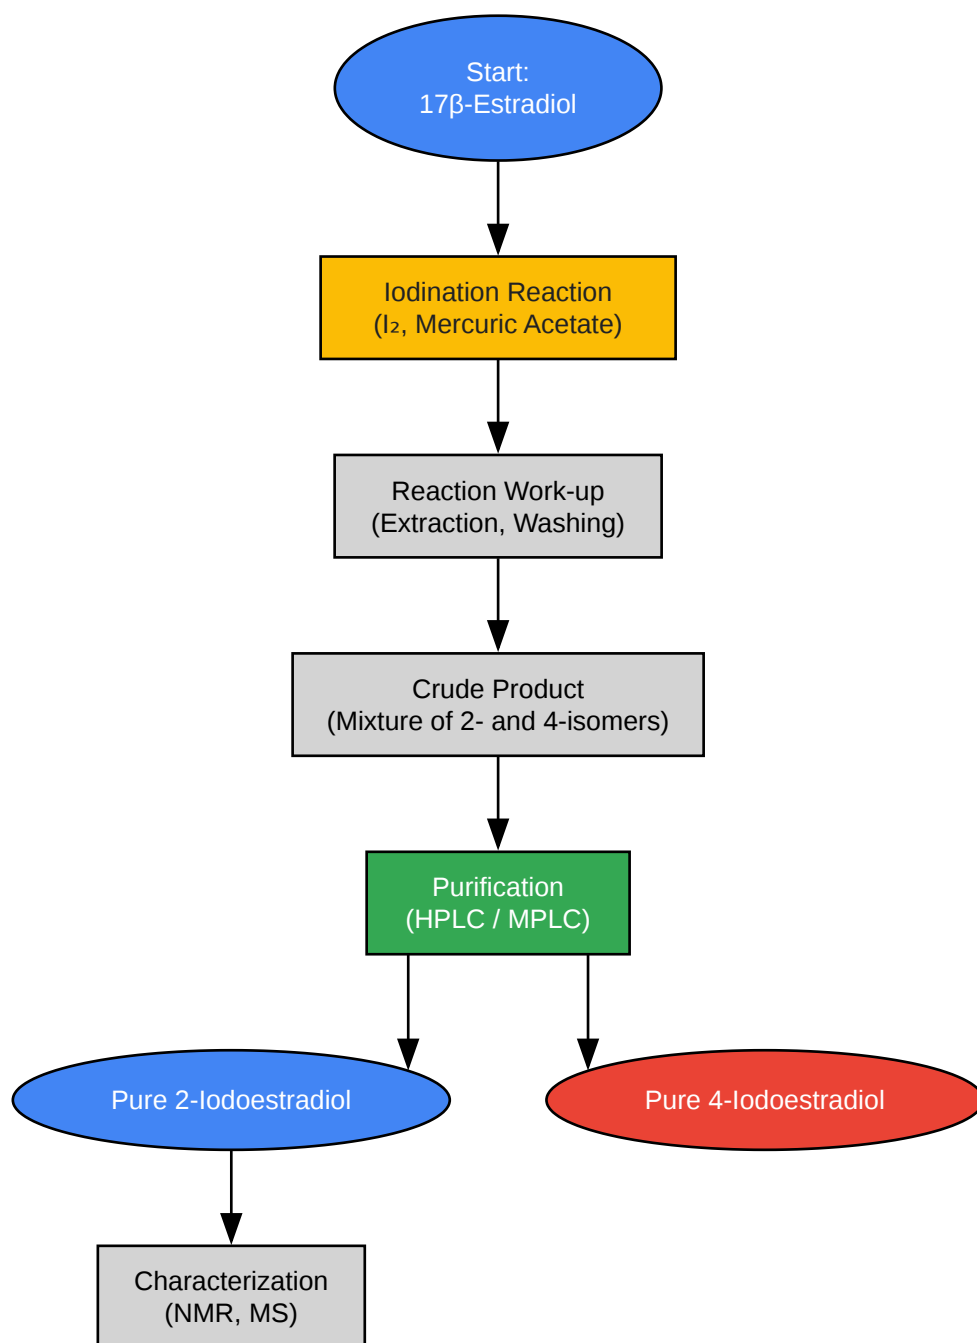 Start:
17β-Estradiol
Iodination Reaction
(I₂, Mercuric Acetate)
Reaction Work-up
(Extraction, Washing)
Crude Product
(Mixture of 2- and 4-isomers)
Purification
(HPLC / MPLC)
Pure 2-Iodoestradiol
Pure 4-Iodoestradiol
Characterization
(NMR, MS)